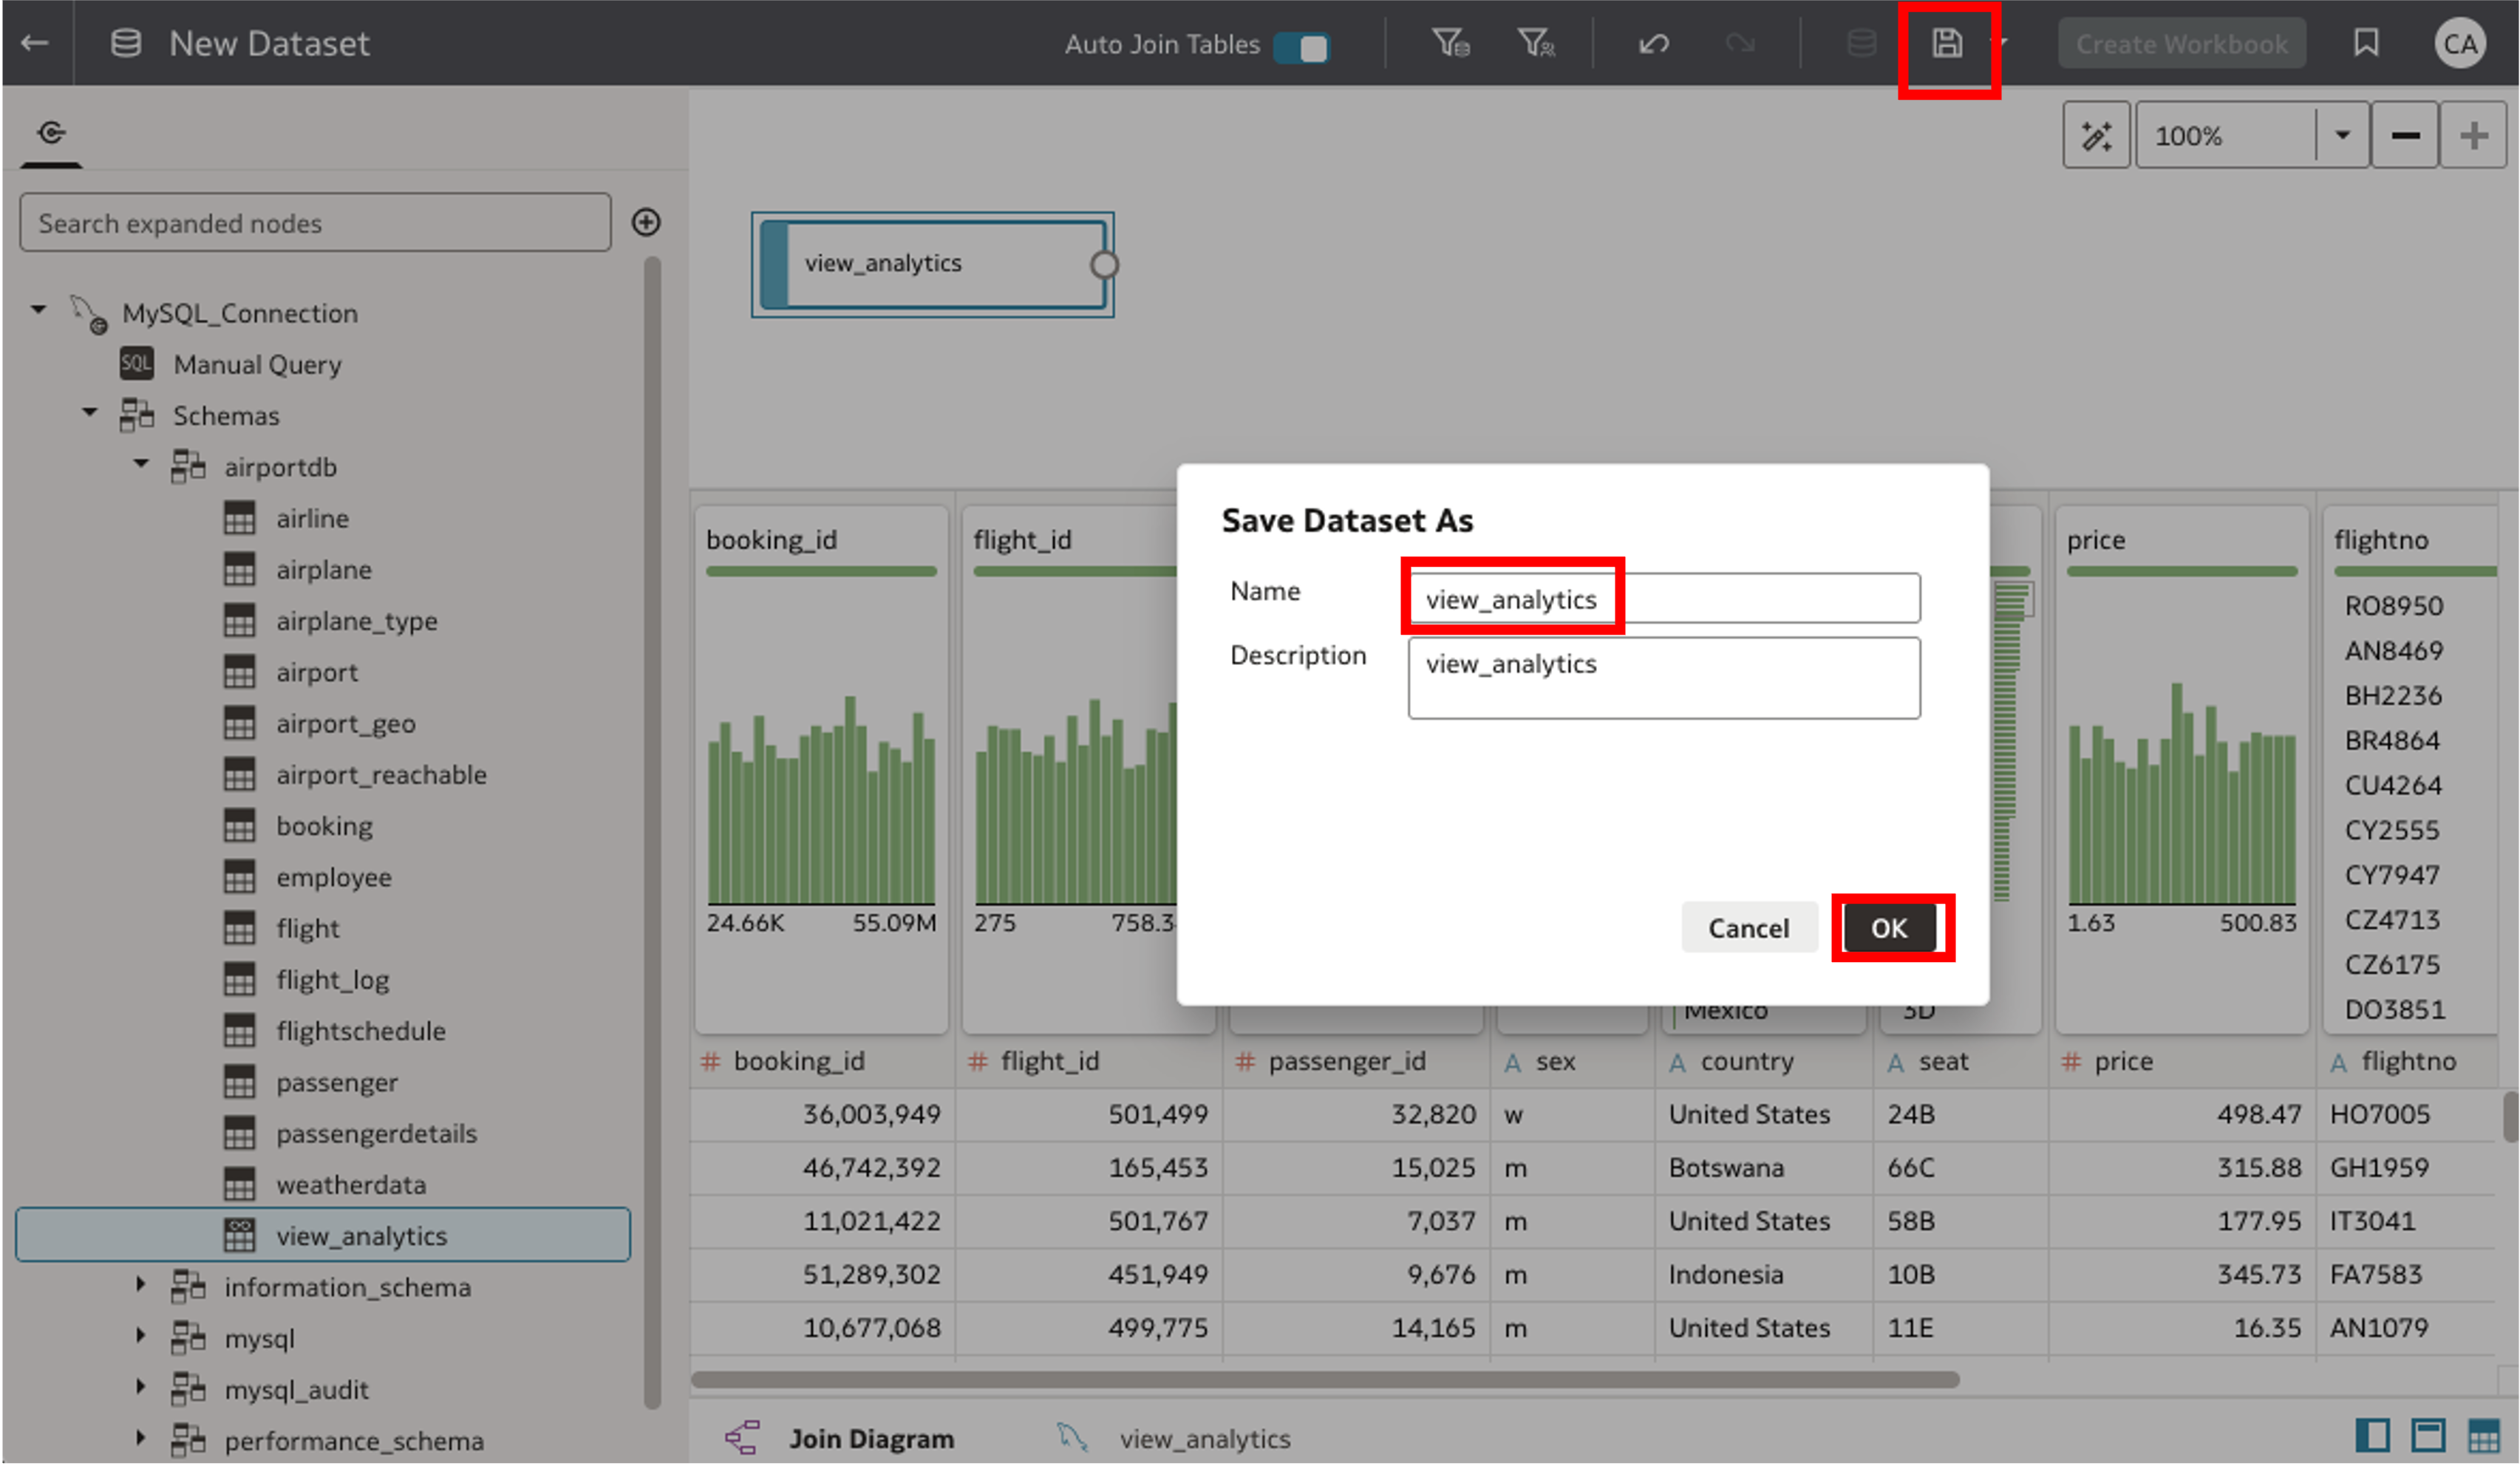 New Dataset
Auto Join Tables
Create Workbook
CA
Search expanded nodes
100%
MySQL_Connection
SQL Manual Query
Schemas
airportdb
airline
airplane
airplane_type
airport
airport_geo
airport_reachable
booking
employee
flight
flight_log
flightschedule
passenger
passengerdetails
weatherdata
view_analytics
information_schema
mysql
mysql_audit
performance_schema
view_analytics
Save Dataset As
Name view_analytics
Description view_analytics
Cancel OK
booking_id
24.66K 55.09M
flight_id
275 758.3
Mexico
3D
price
1.63 500.83
flightno
RO8950
AN8469
BH2236
BR4864
CU4264
CY2555
CY7947
CZ4713
CZ6175
DO3851
# booking_id # flight_id # passenger_id A sex A country A seat # price A flightno
36,003,949 501,499 32,820 w United States 24B 498.47 HO7005
46,742,392 165,453 15,025 m Botswana 66C 315.88 GH1959
11,021,422 501,767 7,037 m United States 58B 177.95 IT3041
51,289,302 451,949 9,676 m Indonesia 10B 345.73 FA7583
10,677,068 499,775 14,165 m United States 11E 16.35 AN1079
Join Diagram view_analytics